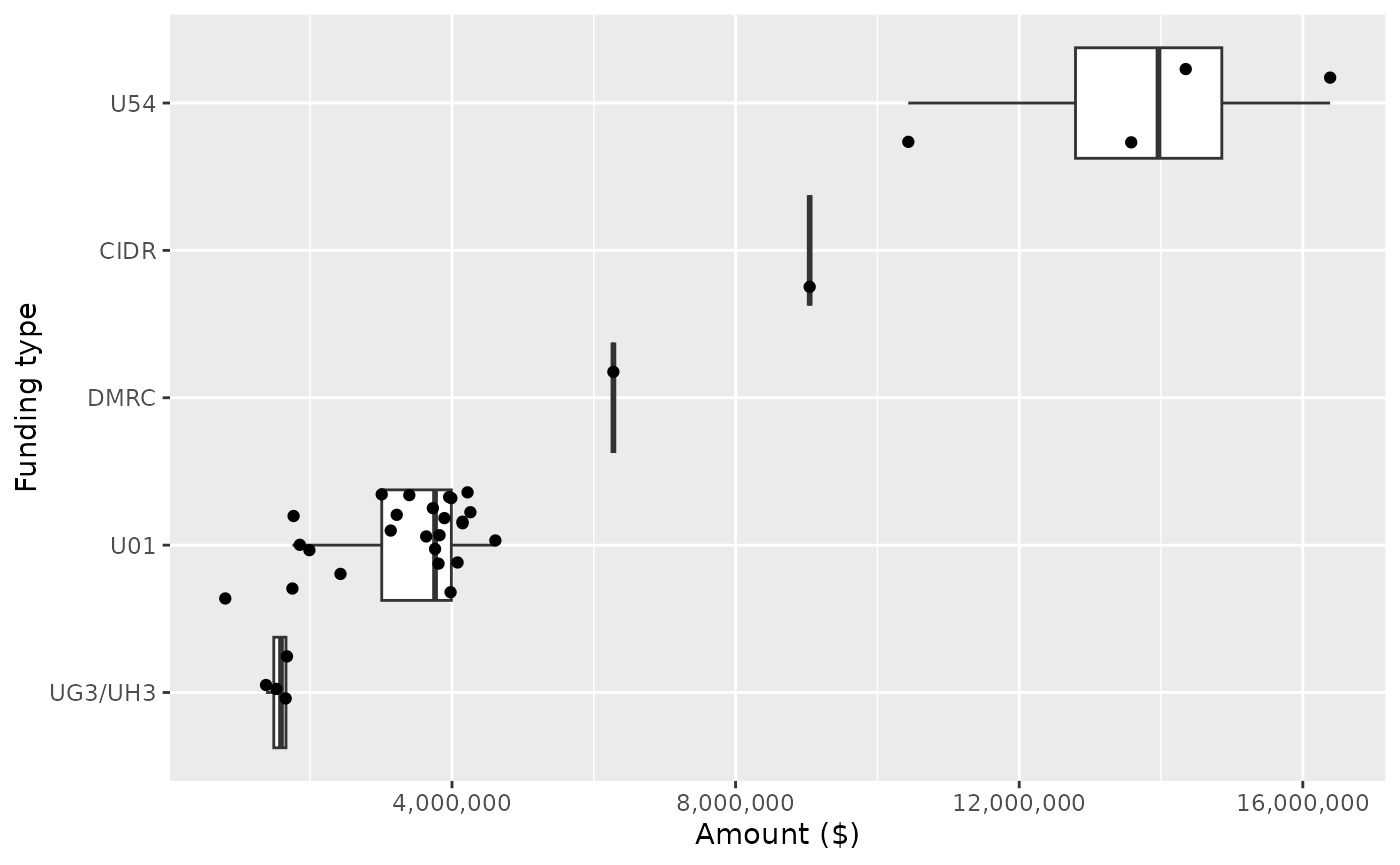 U54
CIDR
DMRC
U01
UG3/UH3
Funding type
4,000,000
8,000,000
12,000,000
16,000,000
Amount ($)